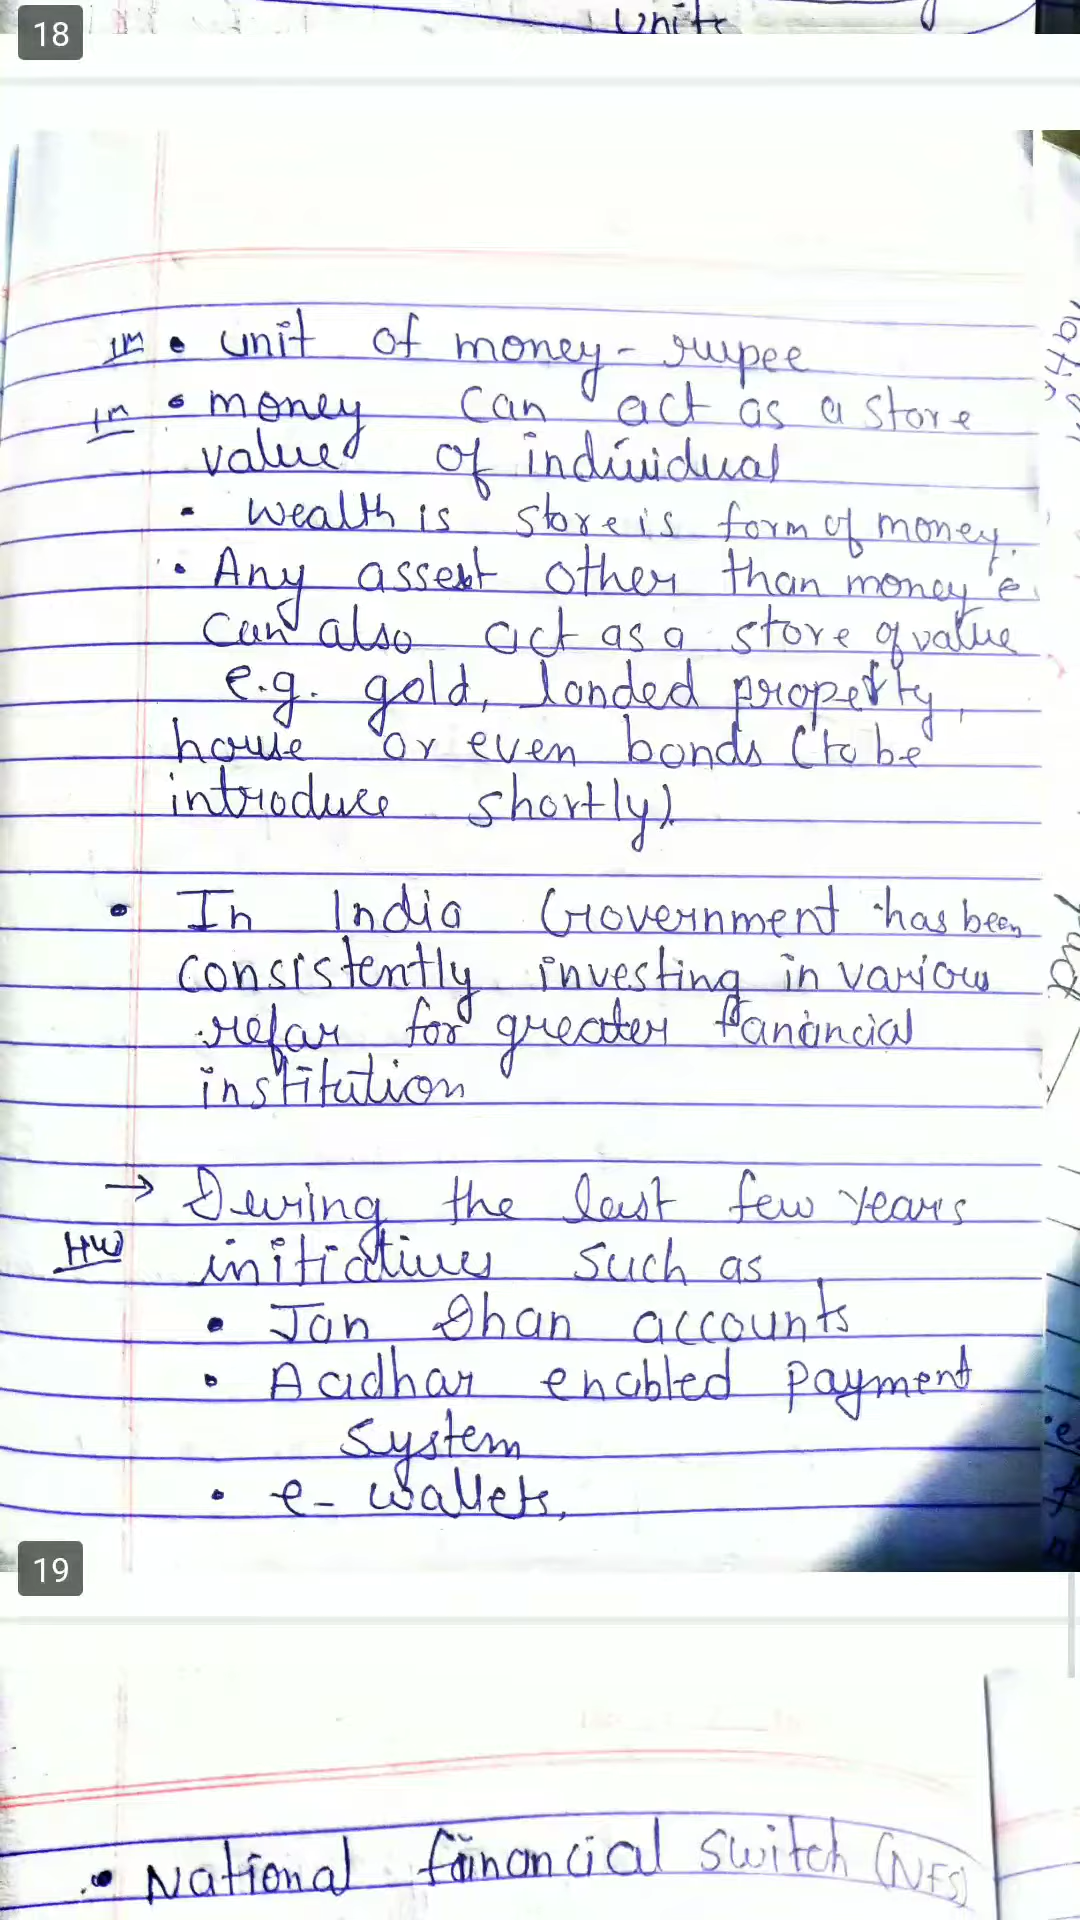 units
18
1M • unit of money - rupee
1M • money can act as a store
value of individual
• wealth is store is form of money.
• Any assest other than money
can also act as a store of value
e.g. gold, landed property,
house or even bonds (to be
introduce shortly).
• In India Government has been
consistently investing in various
refar for greater fanancial
institution
→ During the last few years
HW initiatives such as
• Jan Dhan accounts
• Aadhar enabled payment
system
• e- wallets.
19
• National financial switch (NFS)